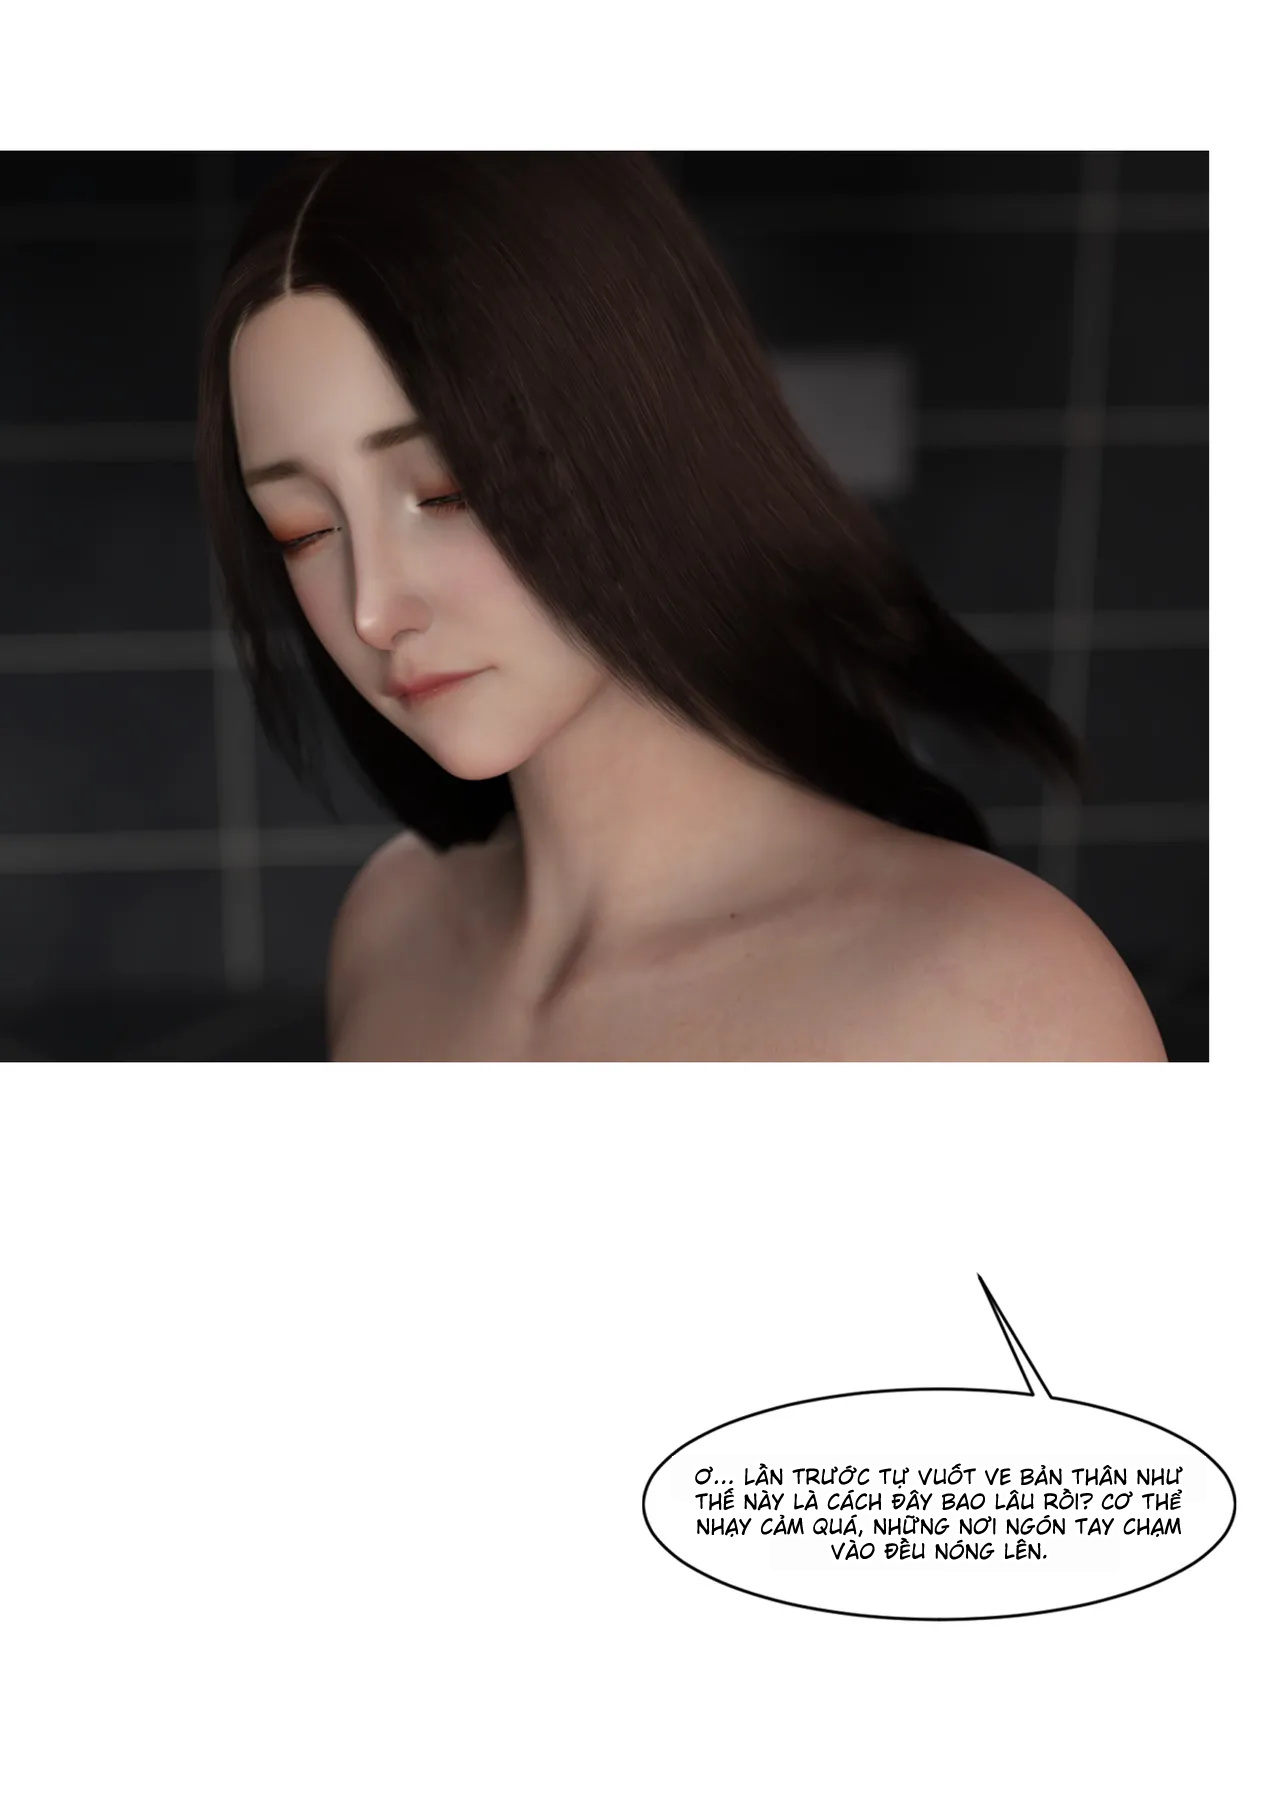 Ơ... LẦN TRƯỚC TỰ VUỐT VE BẢN THÂN NHƯ
THẾ NÀY LÀ CÁCH ĐÂY BAO LÂU RỒI? CƠ THỂ
NHẠY CẢM QUÁ, NHỮNG NƠI NGÓN TAY CHẠM
VÀO ĐỀU NÓNG LÊN.